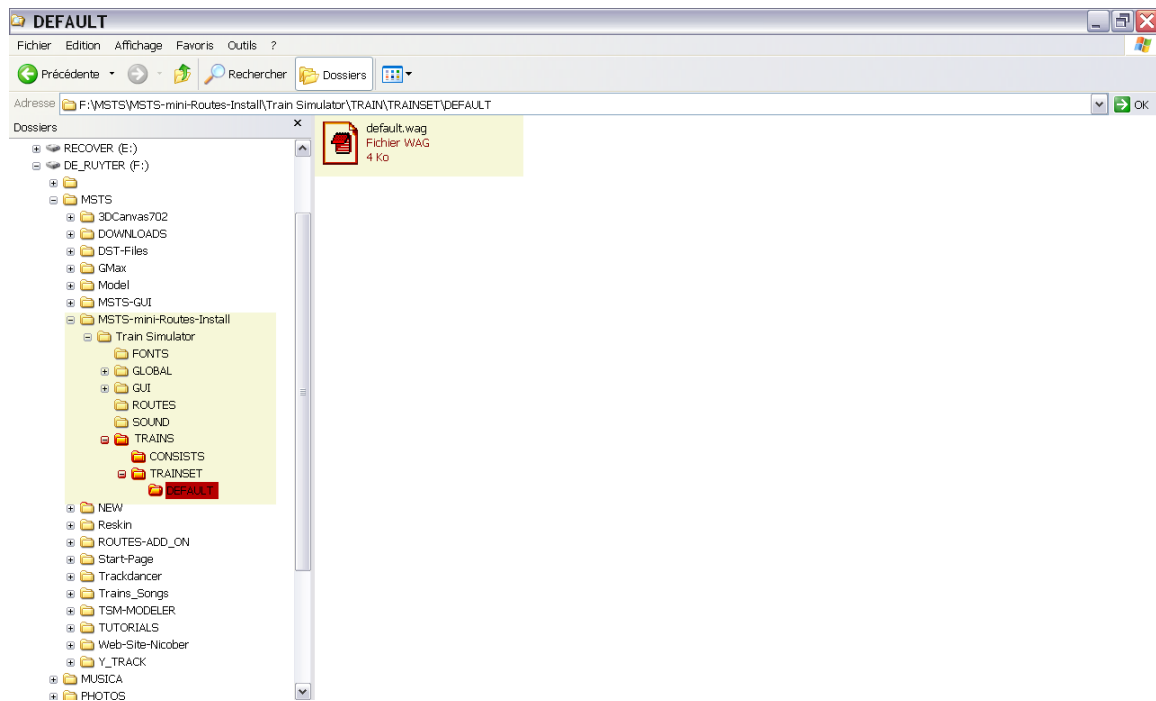 DEFAULT
Fichier Edition Affichage Favoris Outils ?
Précédente Rechercher Dossiers
Adresse F:\MSTS\MSTS-mini-Routes-Install\Train Simulator\TRAIN\TRAINSET\DEFAULT OK
Dossiers x
default.wag
Fichier WAG
4 Ko
RECOVER (E:)
DE_RUYTER (F:)
MSTS
3DCanvas702
DOWNLOADS
DST-Files
GMax
Model
MSTS-GUI
MSTS-mini-Routes-Install
Train Simulator
FONTS
GLOBAL
GUI
ROUTES
SOUND
TRAINS
CONSISTS
TRAINSET
DEFAULT
NEW
Reskin
ROUTES-ADD_ON
Start-Page
Trackdancer
Trains_Songs
TSM-MODELER
TUTORIALS
Web-Site-Nicober
Y_TRACK
MUSICA
PHOTOS